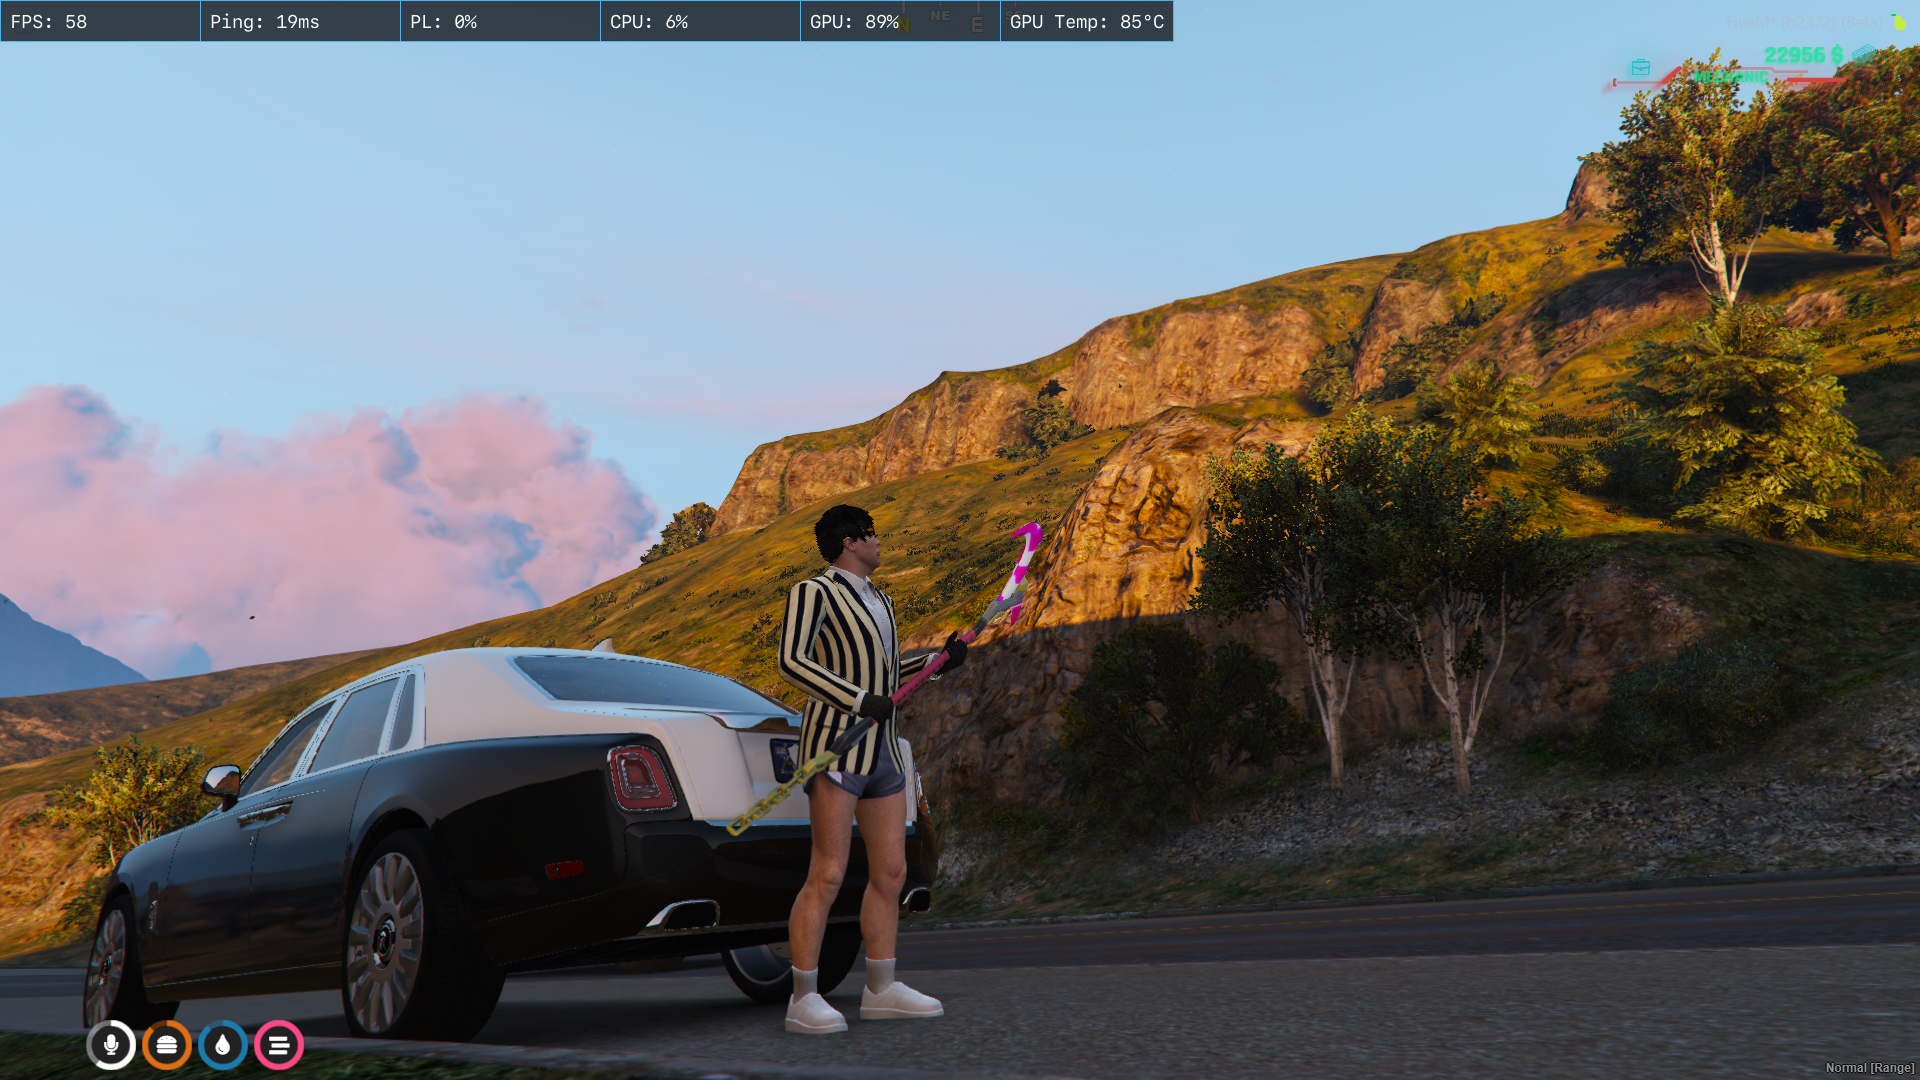 FPS: 58
Ping: 19ms
PL: 0%
CPU: 6%
GPU: 89%
GPU Temp: 85°C
N
NE
E
FiveM* (b2372) (Beta)
22956 $
MECHANIC
Normal [Range]